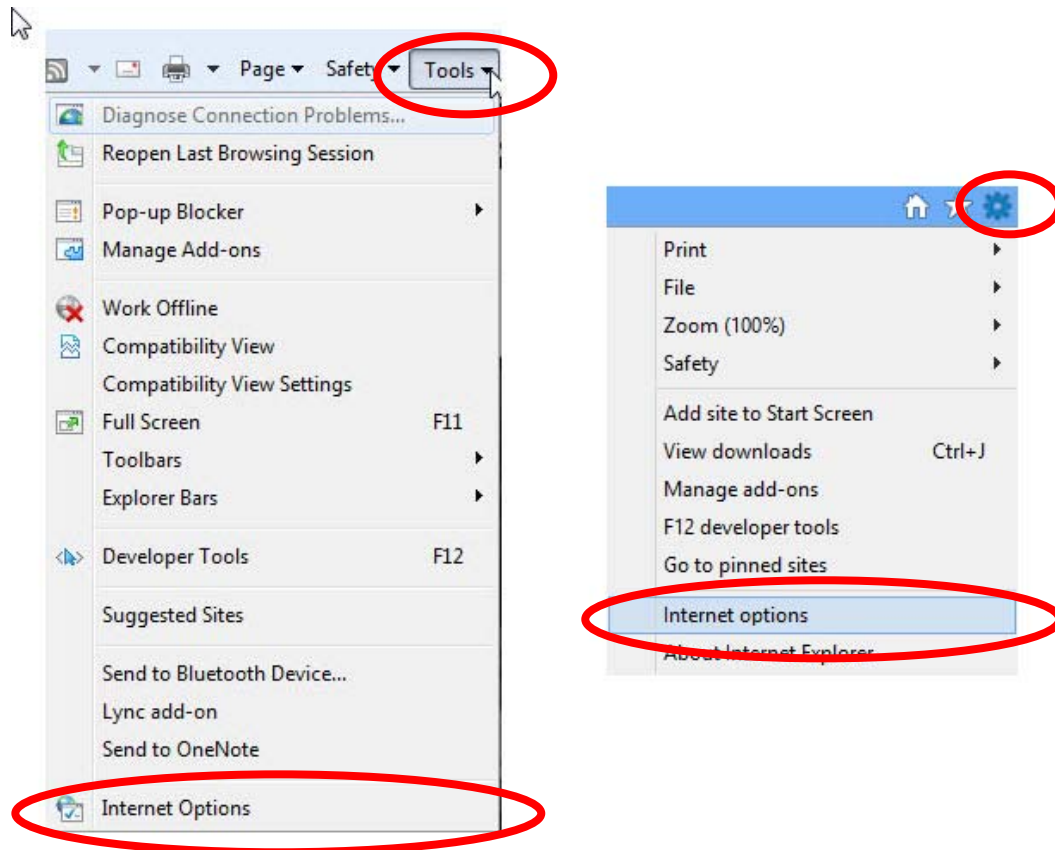 Page Safety Tools
Diagnose Connection Problems...
Reopen Last Browsing Session
Pop-up Blocker
Manage Add-ons
Work Offline
Compatibility View
Compatibility View Settings
Full Screen F11
Toolbars
Explorer Bars
Developer Tools F12
Suggested Sites
Send to Bluetooth Device...
Lync add-on
Send to OneNote
Internet Options
Print
File
Zoom (100%)
Safety
Add site to Start Screen
View downloads Ctrl+J
Manage add-ons
F12 developer tools
Go to pinned sites
Internet options
About Internet Explorer